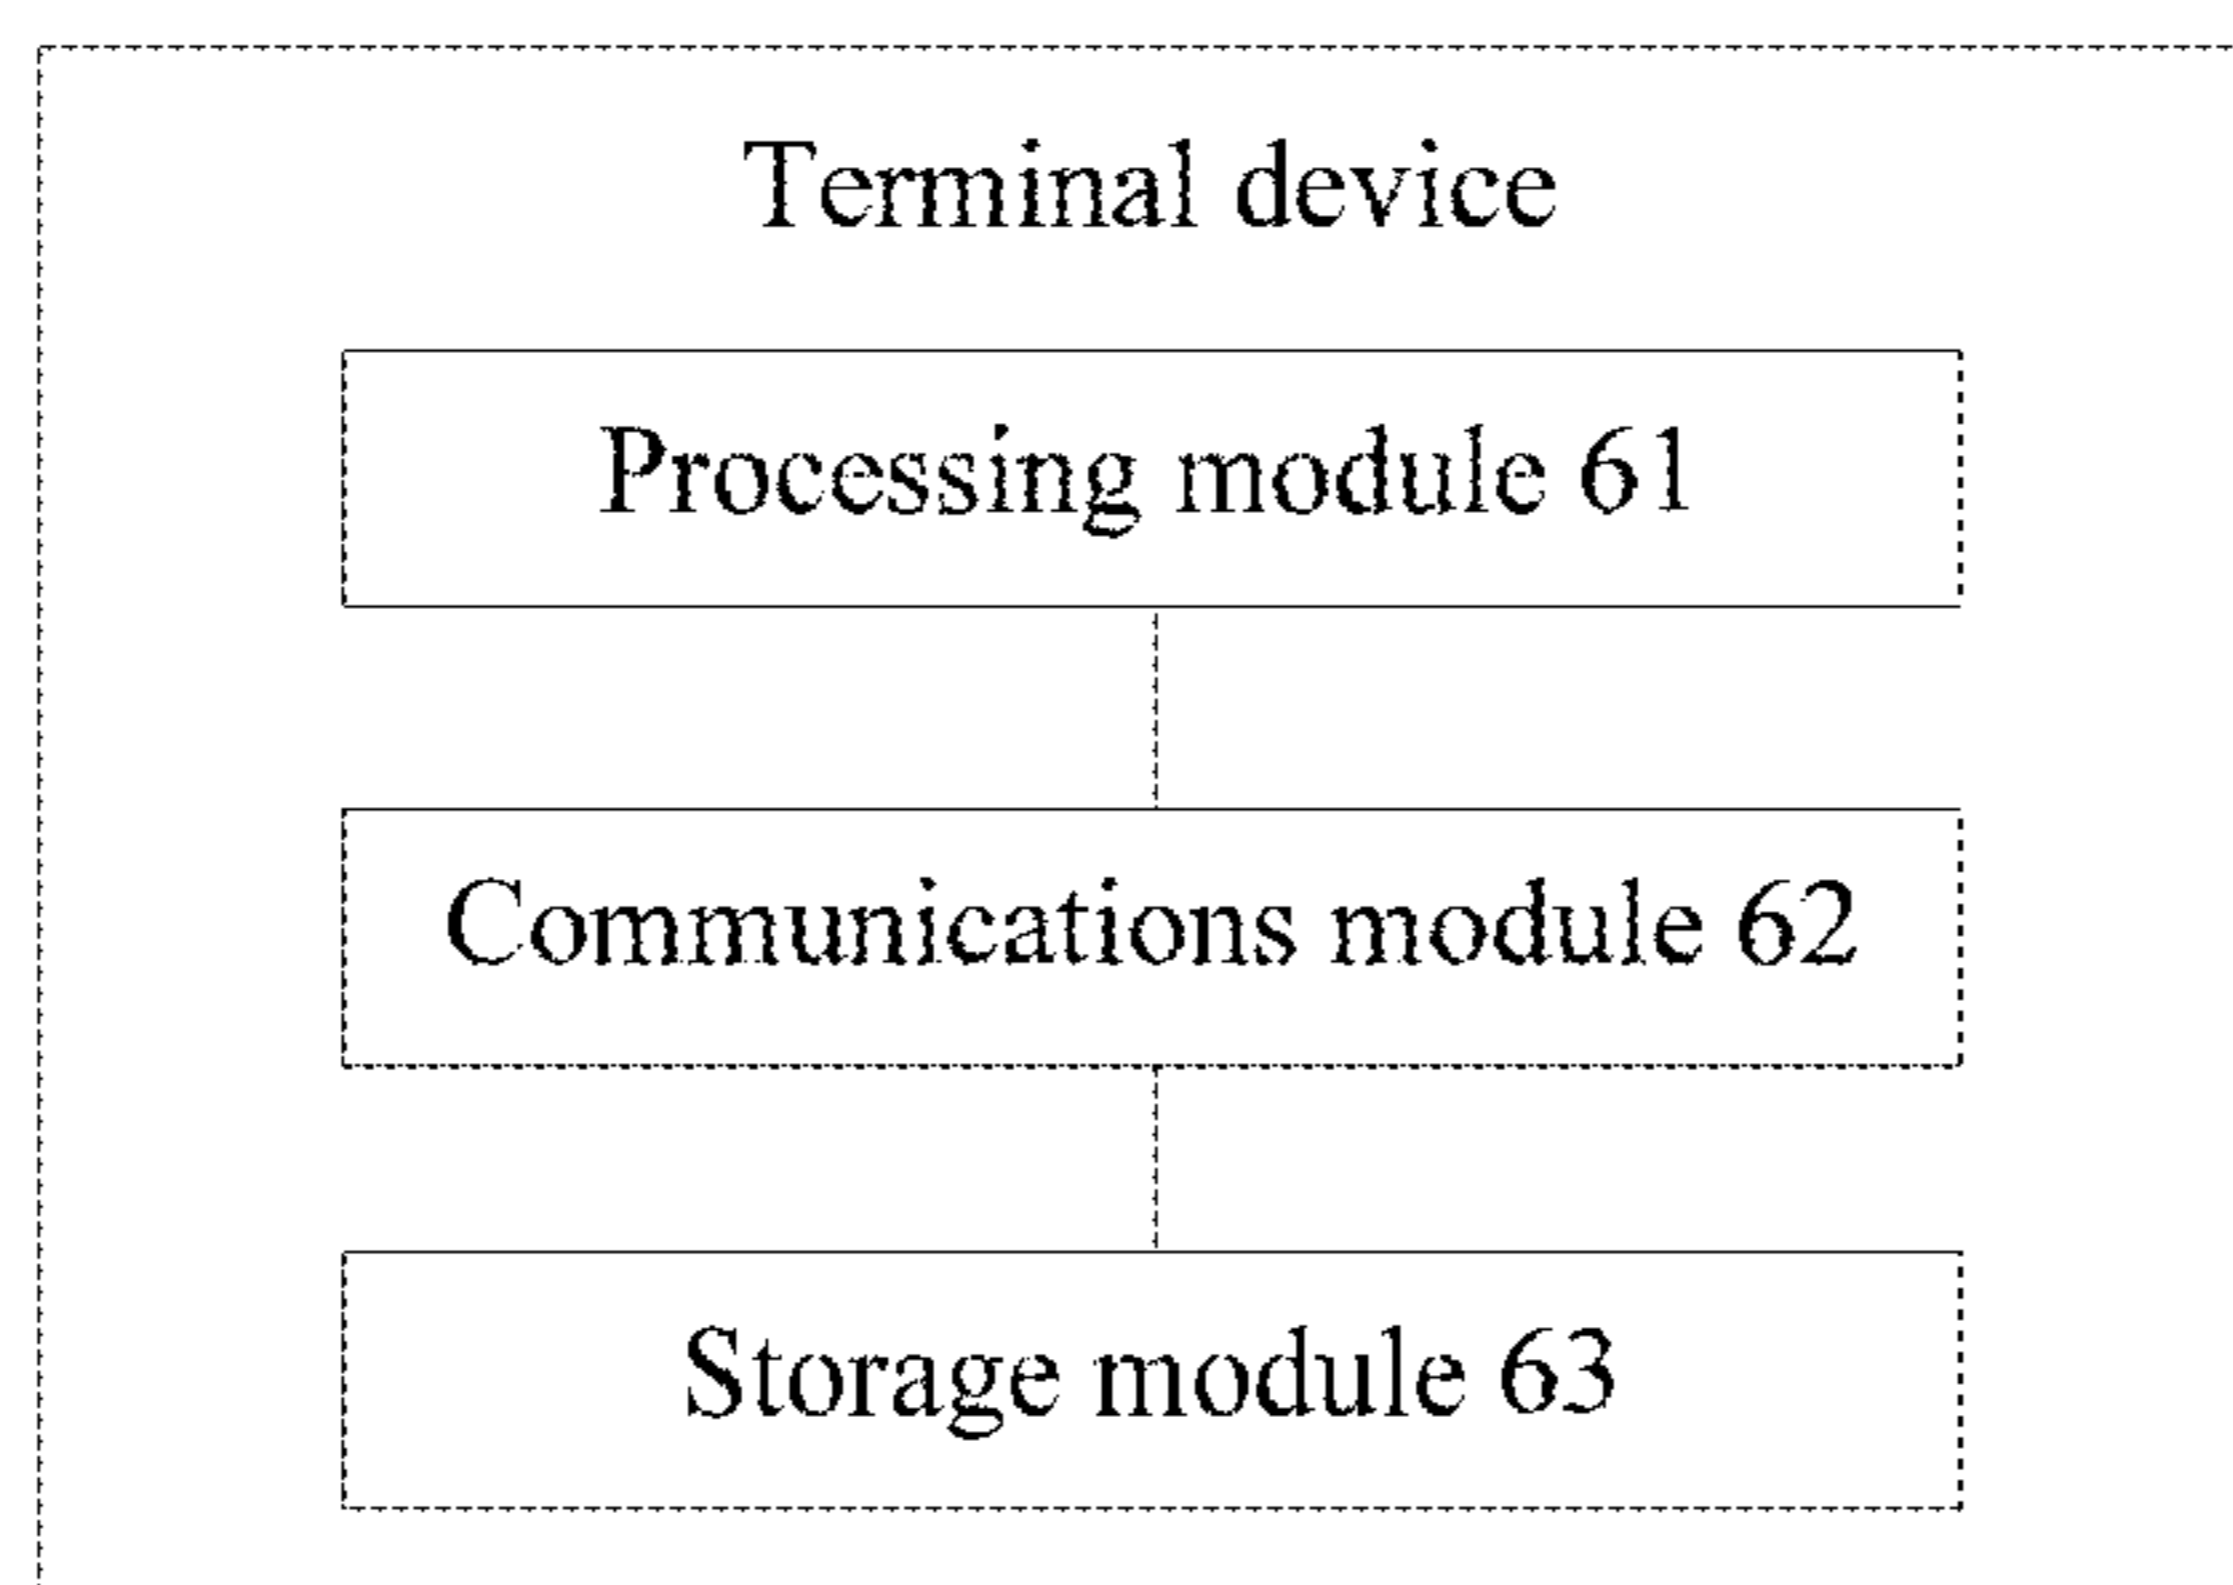 Terminal device
Processing module 61
Communications module 62
Storage module 63